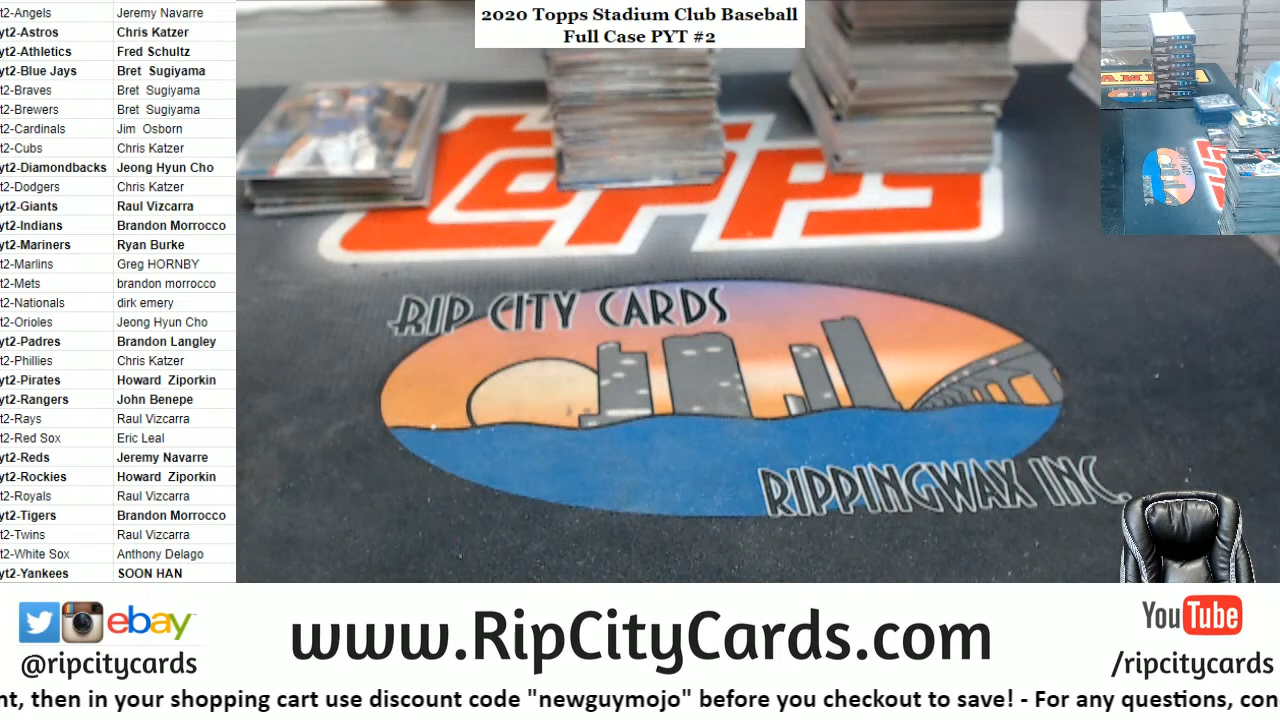 2020 Topps Stadium Club Baseball
Full Case PYT #2
t2-Angels Jeremy Navarre
yt2-Astros Chris Katzer
yt2-Athletics Fred Schultz
yt2-Blue Jays Bret Sugiyama
t2-Braves Bret Sugiyama
t2-Brewers Bret Sugiyama
t2-Cardinals Jim Osborn
t2-Cubs Chris Katzer
yt2-Diamondbacks Jeong Hyun Cho
t2-Dodgers Chris Katzer
yt2-Giants Raul Vizcarra
yt2-Indians Brandon Morrocco
yt2-Mariners Ryan Burke
t2-Marlins Greg HORNBY
t2-Mets brandon morrocco
t2-Nationals dirk emery
t2-Orioles Jeong Hyun Cho
yt2-Padres Brandon Langley
t2-Phillies Chris Katzer
yt2-Pirates Howard Ziporkin
yt2-Rangers John Benepe
t2-Rays Raul Vizcarra
t2-Red Sox Eric Leal
yt2-Reds Jeremy Navarre
yt2-Rockies Howard Ziporkin
t2-Royals Raul Vizcarra
yt2-Tigers Brandon Morrocco
t2-Twins Raul Vizcarra
t2-White Sox Anthony Delago
yt2-Yankees SOON HAN
topps
RIP CITY CARDS
RIPPINGWAX INC.
ebay
@ripcitycards
www.RipCityCards.com
YouTube
/ripcitycards
nt, then in your shopping cart use discount code "newguymojo" before you checkout to save! - For any questions, con